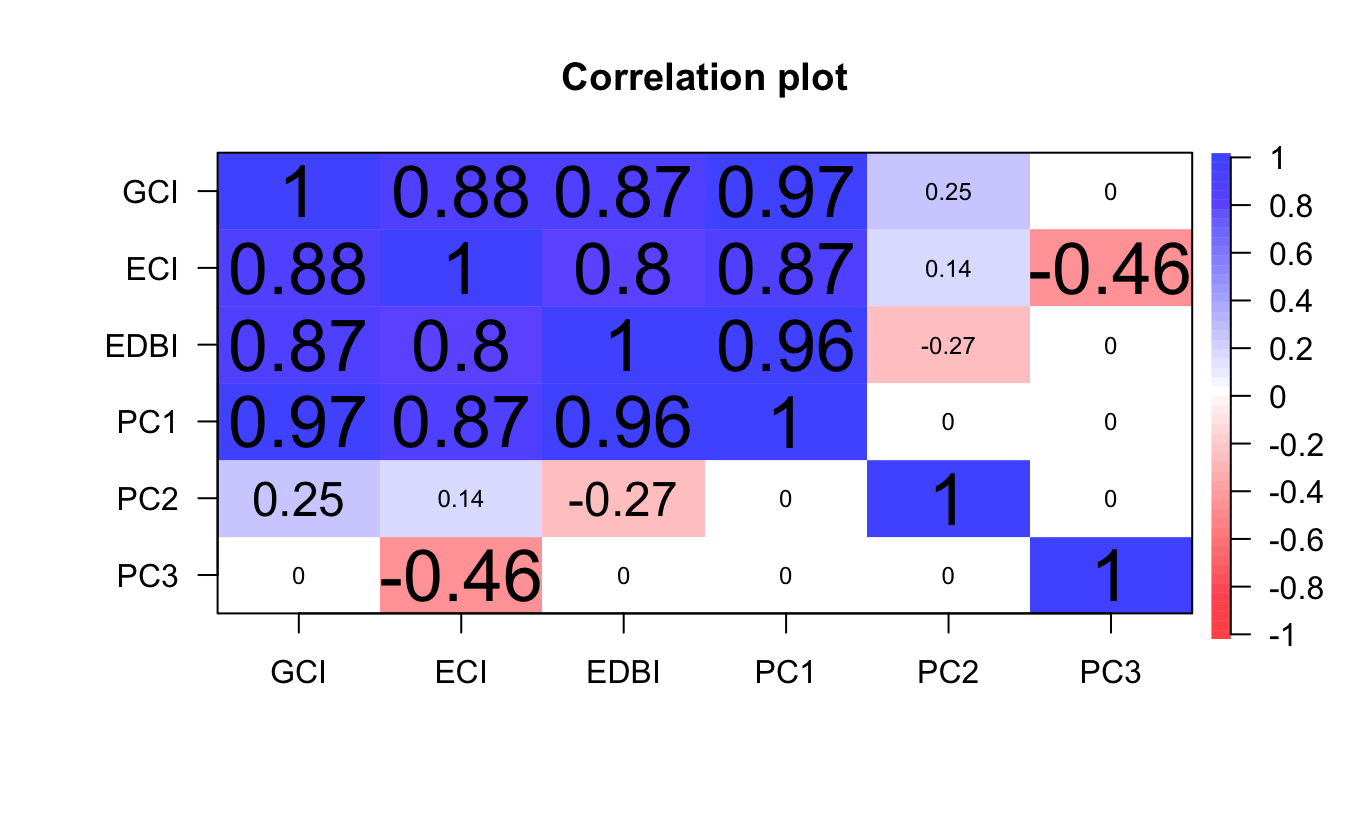 Correlation plot
GCI 1 0.88 0.87 0.97 0.25 0
ECI 0.88 1 0.8 0.87 0.14 -0.46
EDBI 0.87 0.8 1 0.96 -0.27 0
PC1 0.97 0.87 0.96 1 0 0
PC2 0.25 0.14 -0.27 0 1 0
PC3 0 -0.46 0 0 0 1
GCI ECI EDBI PC1 PC2 PC3
1
0.8
0.6
0.4
0.2
0
-0.2
-0.4
-0.6
-0.8
-1